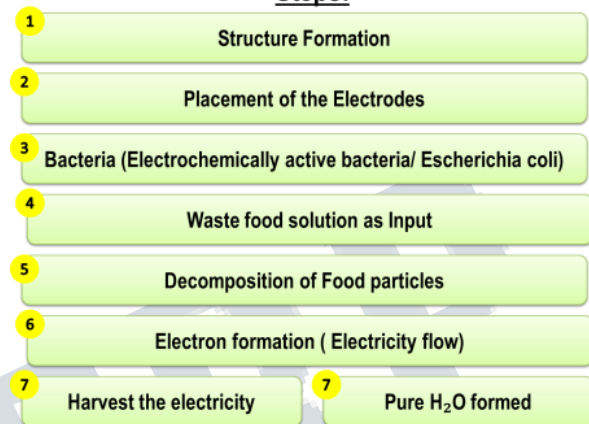 Steps:
1
Structure Formation
2
Placement of the Electrodes
3
Bacteria (Electrochemically active bacteria/ Escherichia coli)
4
Waste food solution as Input
5
Decomposition of Food particles
6
Electron formation ( Electricity flow)
7
Harvest the electricity
7
Pure H₂O formed